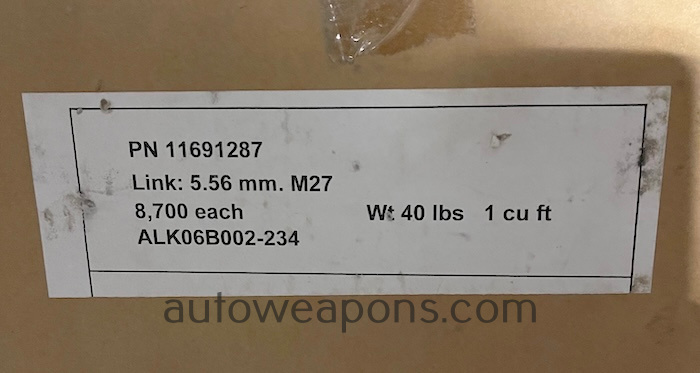 PN 11691287
Link: 5.56 mm. M27
8,700 each Wt 40 lbs 1 cu ft
ALK06B002-234
autoweapons.com